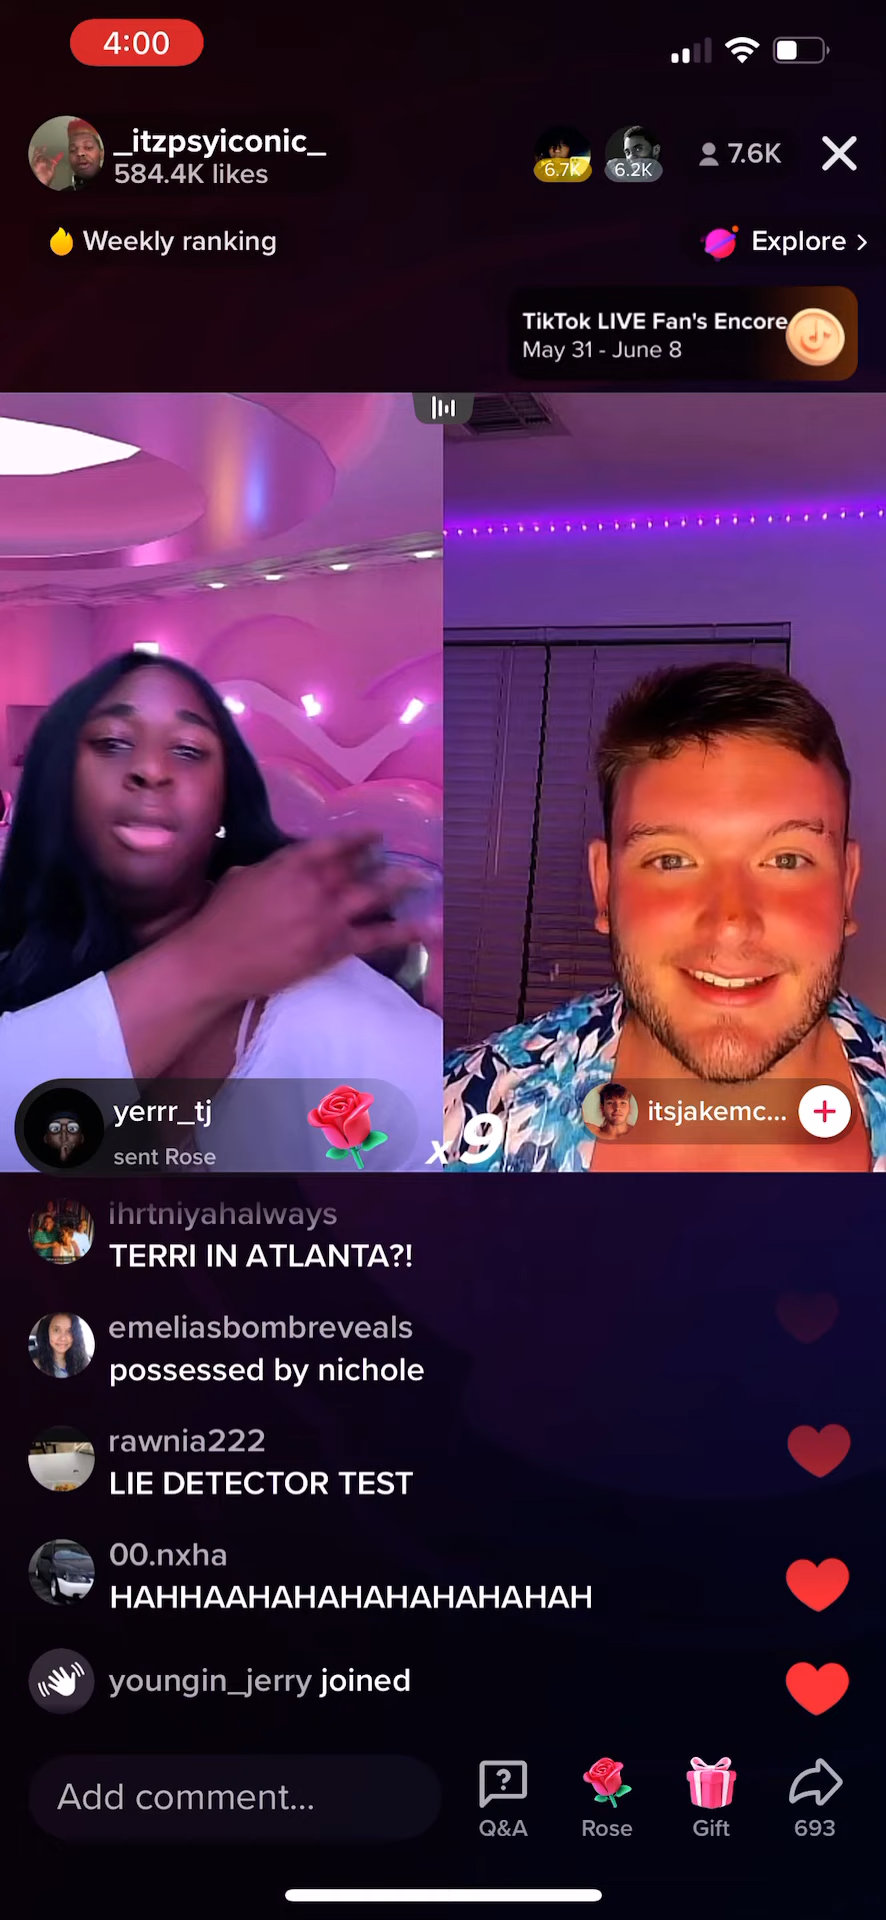 4:00
_itzpsyiconic_
584.4K likes
6.7K
6.2K
7.6K
Weekly ranking
Explore >
TikTok LIVE Fan's Encore
May 31 - June 8
yerrr_tj
sent Rose
x9
itsjakemc...
ihrtniyahalways
TERRI IN ATLANTA?!
emeliasbombreveals
possessed by nichole
rawnia222
LIE DETECTOR TEST
00.nxha
HAHHAAHAHAHAHAHAHAHAH
youngin_jerry joined
Add comment...
Q&A
Rose
Gift
693